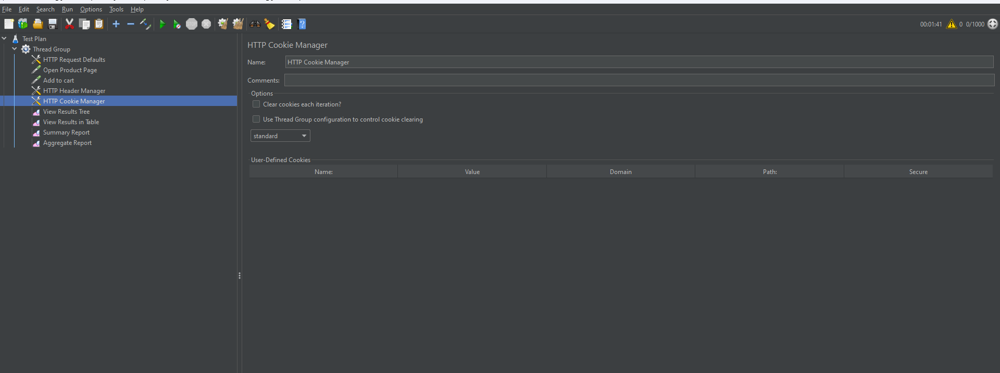 File Edit Search Run Options Tools Help
00:01:41 0 0/1000
Test Plan
Thread Group
HTTP Request Defaults
Open Product Page
Add to cart
HTTP Header Manager
HTTP Cookie Manager
View Results Tree
View Results in Table
Summary Report
Aggregate Report
HTTP Cookie Manager
Name: HTTP Cookie Manager
Comments:
Options
Clear cookies each iteration?
Use Thread Group configuration to control cookie clearing
standard
User-Defined Cookies
Name: Value Domain Path: Secure